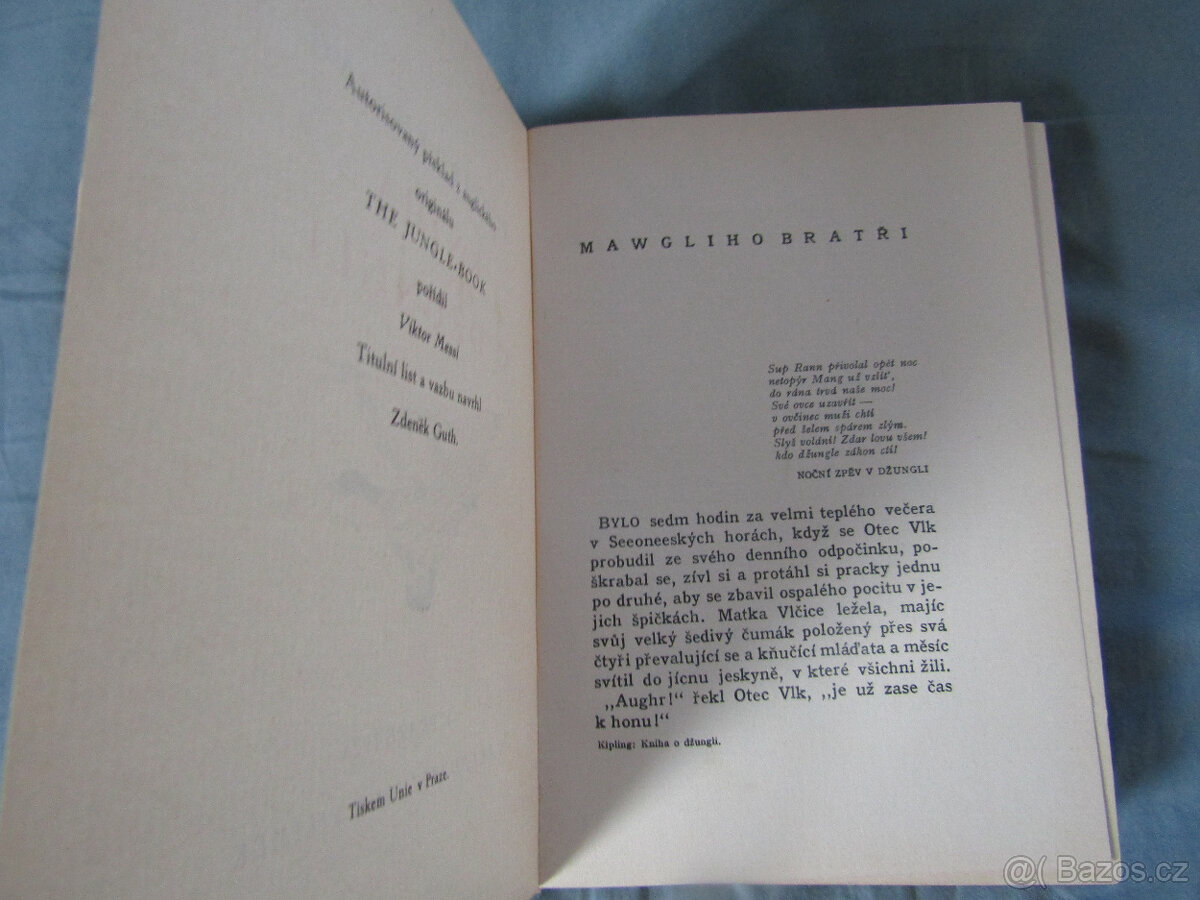 Autorisovaný překlad z anglického
originálu
THE JUNGLE-BOOK
pořídil
Viktor Messl
Titulní list a vazbu navrhl
Zdeněk Guth.
Tiskem Unie v Praze.
MAWGLIHO BRATŘI
Sup Rann přivolal opět noc
netopýr Mang už vzlíť,
do rána trvá naše moc!
Své ovce uzavřít —
v ovčinec muži chtí
před šelem spárem zlým.
Slyš volání! Zdar lovu všem!
kdo džungle zákon ctí!
NOČNÍ ZPĚV V DŽUNGLI
BYLO sedm hodin za velmi teplého večera
v Seeoneeských horách, když se Otec Vlk
probudil ze svého denního odpočinku, po-
škrabal se, zívl si a protáhl si pracky jednu
po druhé, aby se zbavil ospalého pocitu v je-
jich špičkách. Matka Vlčice ležela, majíc
svůj velký šedivý čumák položený přes svá
čtyři převalující se a kňučící mláďata a měsíc
svítil do jícnu jeskyně, v které všichni žili.
„Aughr!“ řekl Otec Vlk, „je už zase čas
k honu!“
Kipling: Kniha o džungli.
@( Bazoš.cz